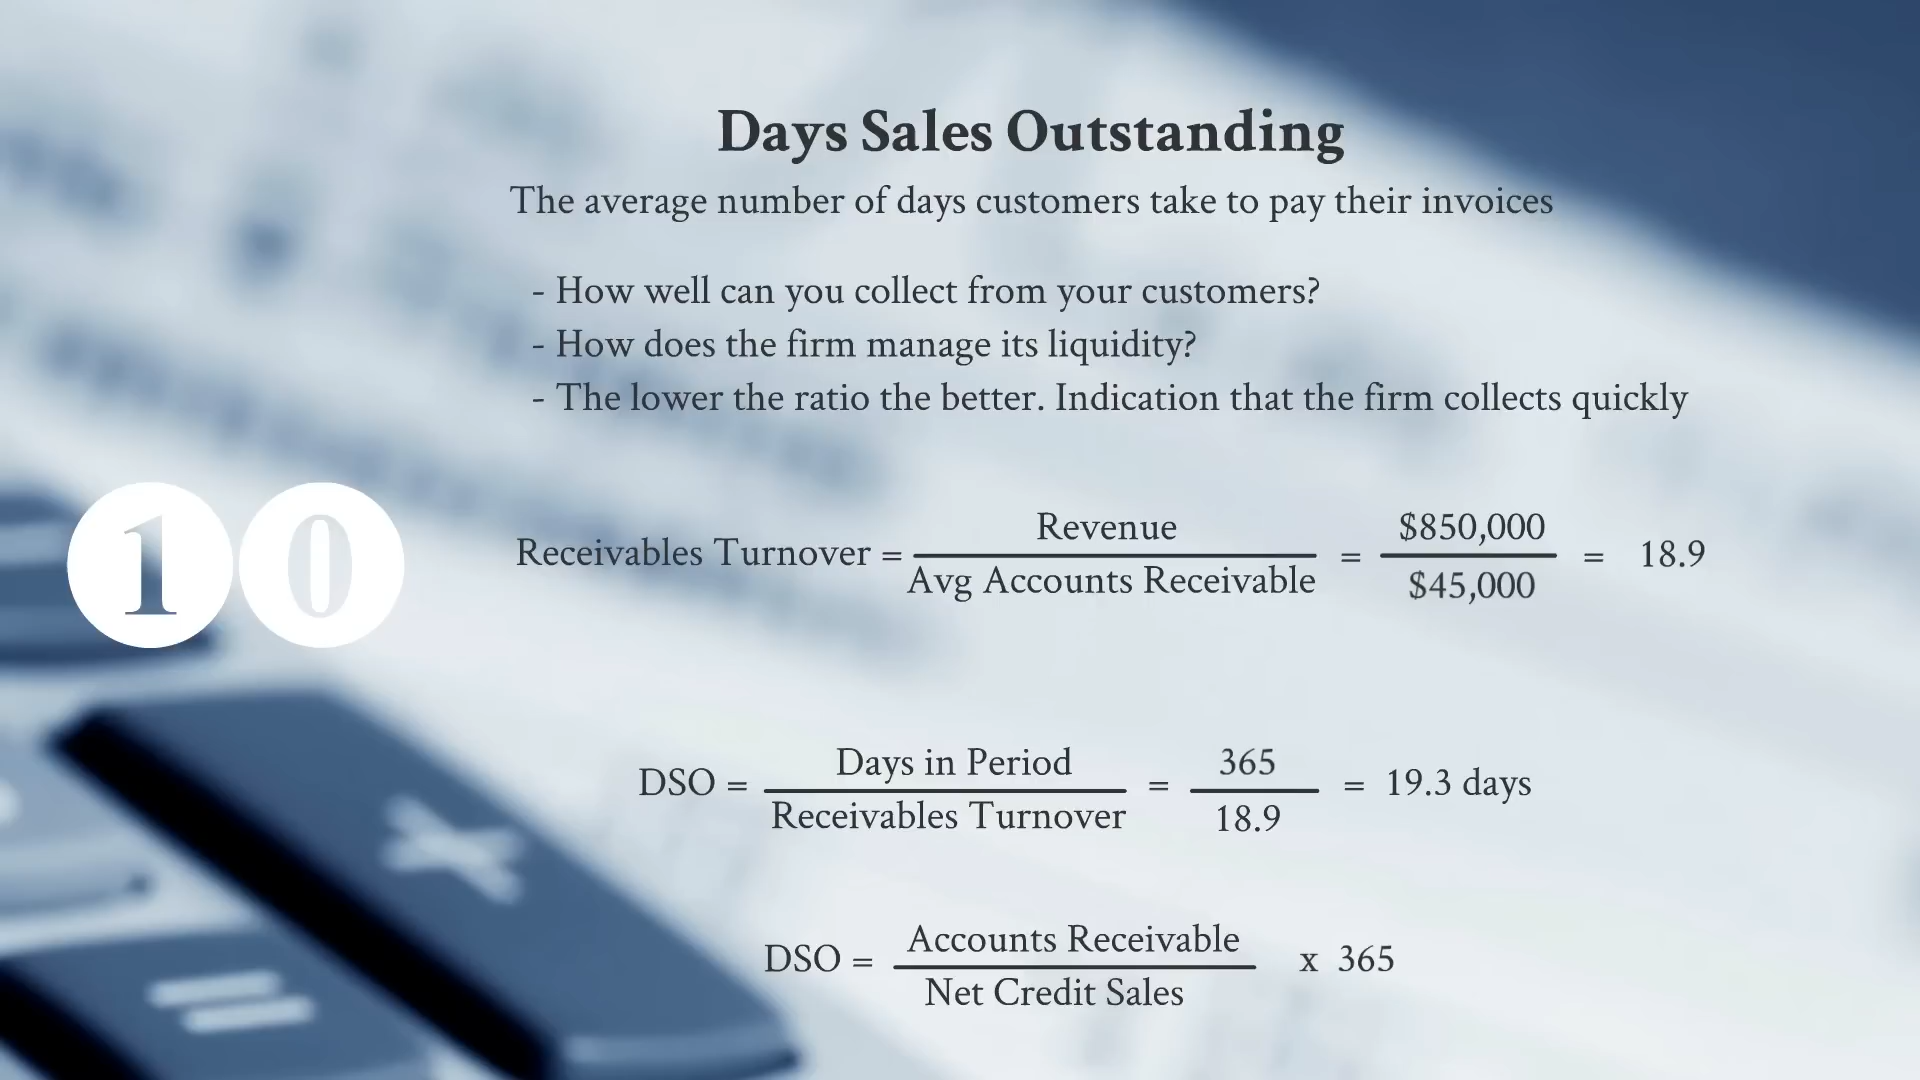 Days Sales Outstanding
The average number of days customers take to pay their invoices
- How well can you collect from your customers?
- How does the firm manage its liquidity?
- The lower the ratio the better. Indication that the firm collects quickly
10
Receivables Turnover = Revenue / Avg Accounts Receivable = $850,000 / $45,000 = 18.9
DSO = Days in Period / Receivables Turnover = 365 / 18.9 = 19.3 days
DSO = Accounts Receivable / Net Credit Sales x 365